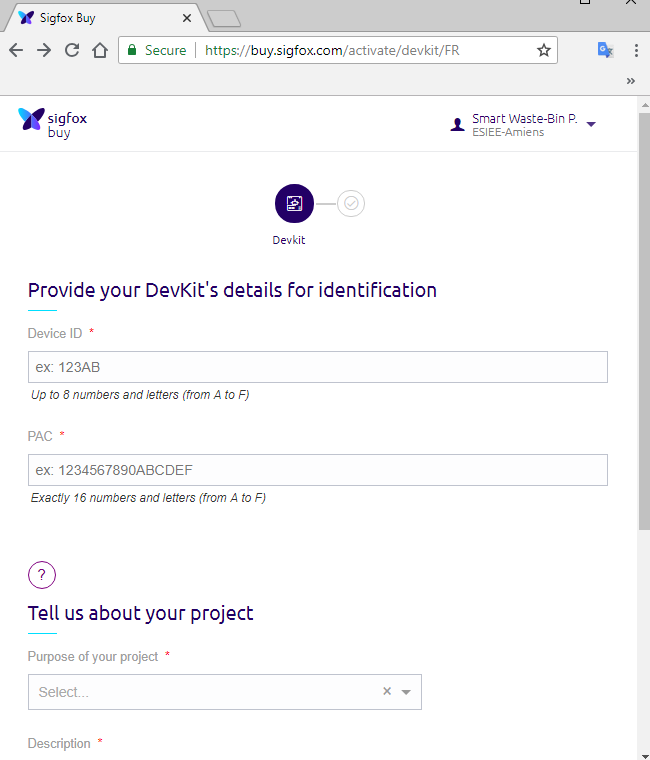 Sigfox Buy
Secure
https://buy.sigfox.com/activate/devkit/FR
sigfox
buy
Smart Waste-Bin P.
ESIEE-Amiens
Devkit
Provide your DevKit's details for identification
Device ID *
ex: 123AB
Up to 8 numbers and letters (from A to F)
PAC *
ex: 1234567890ABCDEF
Exactly 16 numbers and letters (from A to F)
?
Tell us about your project
Purpose of your project *
Select...
Description *